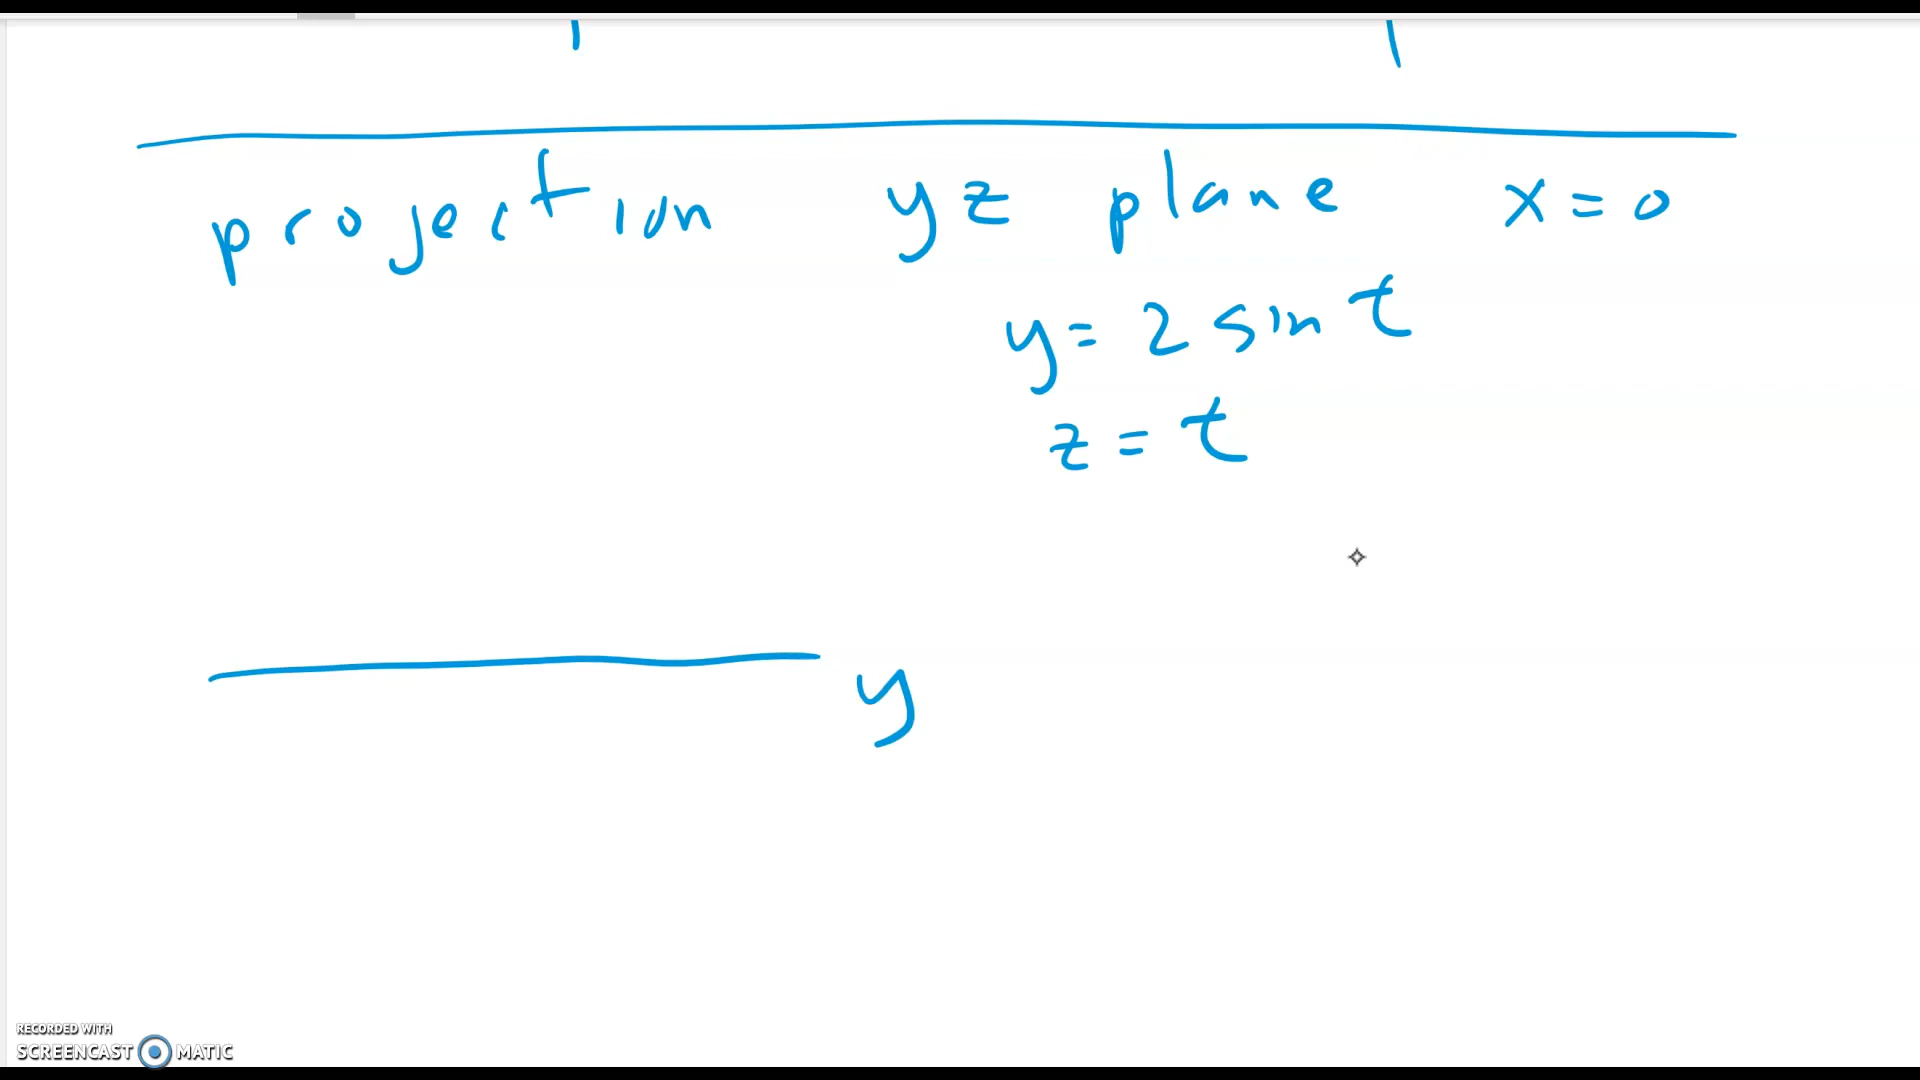 projection yz plane x=0
y= 2 sin t
z = t
y
RECORDED WITH
SCREENCAST MATIC